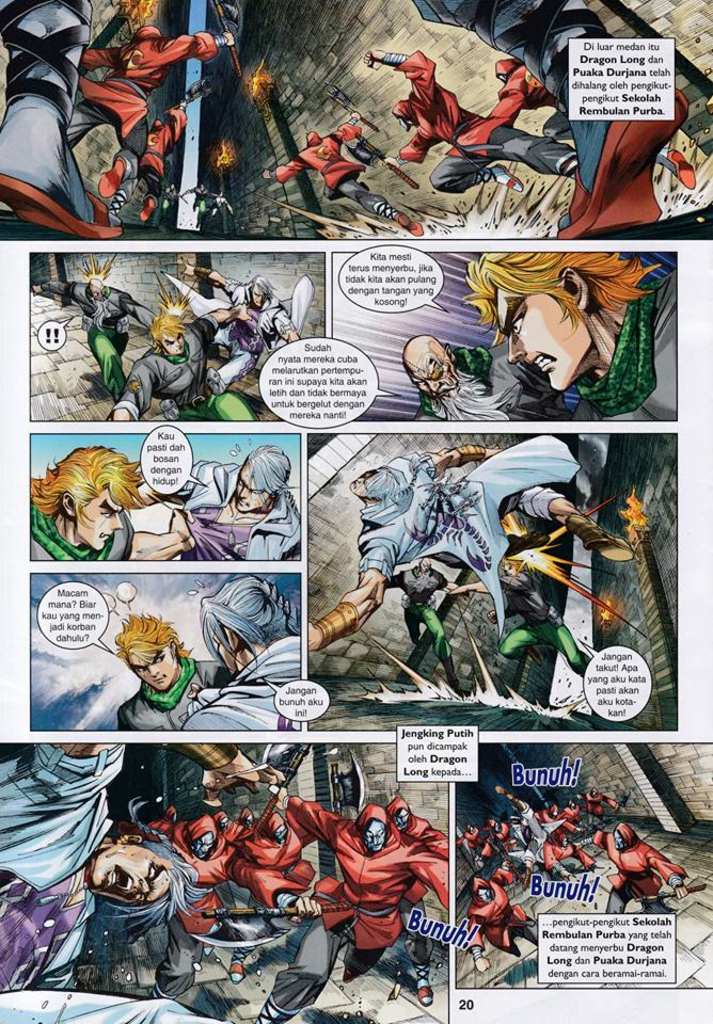 Di luar medan itu
Dragon Long dan
Puaka Durjana telah
dihalang oleh pengikut-
pengikut Sekolah
Rembulan Purba.
!!
Sudah
nyata mereka cuba
melarutkan
pertempu-
ran ini supaya kita akan
letih dan tidak berdaya
untuk bergelut dengan
mereka nanti!
Kita mesti
terus menyerbu, jika
tidak kita akan pulang
dengan tangan yang
kosong!
Kau
pasti dah
bosan
dengan
hidup!
Macam
mana? Biar
kau yang men-
jadi korban
dahulu?
Jangan
bunuh aku
ini!
Jangan
takut! Apa
yang aku kata
pasti akan
aku kota-
kan!
Jengking Putih
pun dicampak
oleh Dragon
Long kepada...
Bunuh!
Bunuh!
Bunuh!
...pengikut-pengikut Sekolah
Rembulan Purba yang telah
datang menyerbu Dragon
Long dan Puaka Durjana
dengan cara beramai-ramai.
20